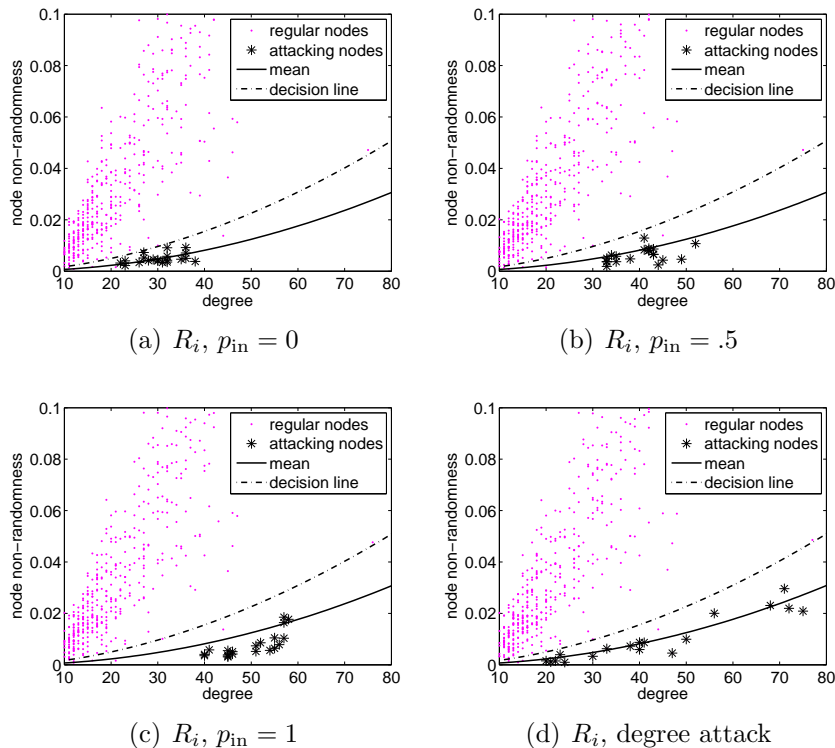 0.1
0.08
0.06
0.04
0.02
0
node non−randomness
regular nodes
attacking nodes
mean
decision line
10 20 30 40 50 60 70 80
degree
(a) R_i, p_in = 0
0.1
0.08
0.06
0.04
0.02
0
node non−randomness
regular nodes
attacking nodes
mean
decision line
10 20 30 40 50 60 70 80
degree
(b) R_i, p_in = .5
0.1
0.08
0.06
0.04
0.02
0
node non−randomness
regular nodes
attacking nodes
mean
decision line
10 20 30 40 50 60 70 80
degree
(c) R_i, p_in = 1
0.1
0.08
0.06
0.04
0.02
0
node non−randomness
regular nodes
attacking nodes
mean
decision line
10 20 30 40 50 60 70 80
degree
(d) R_i, degree attack